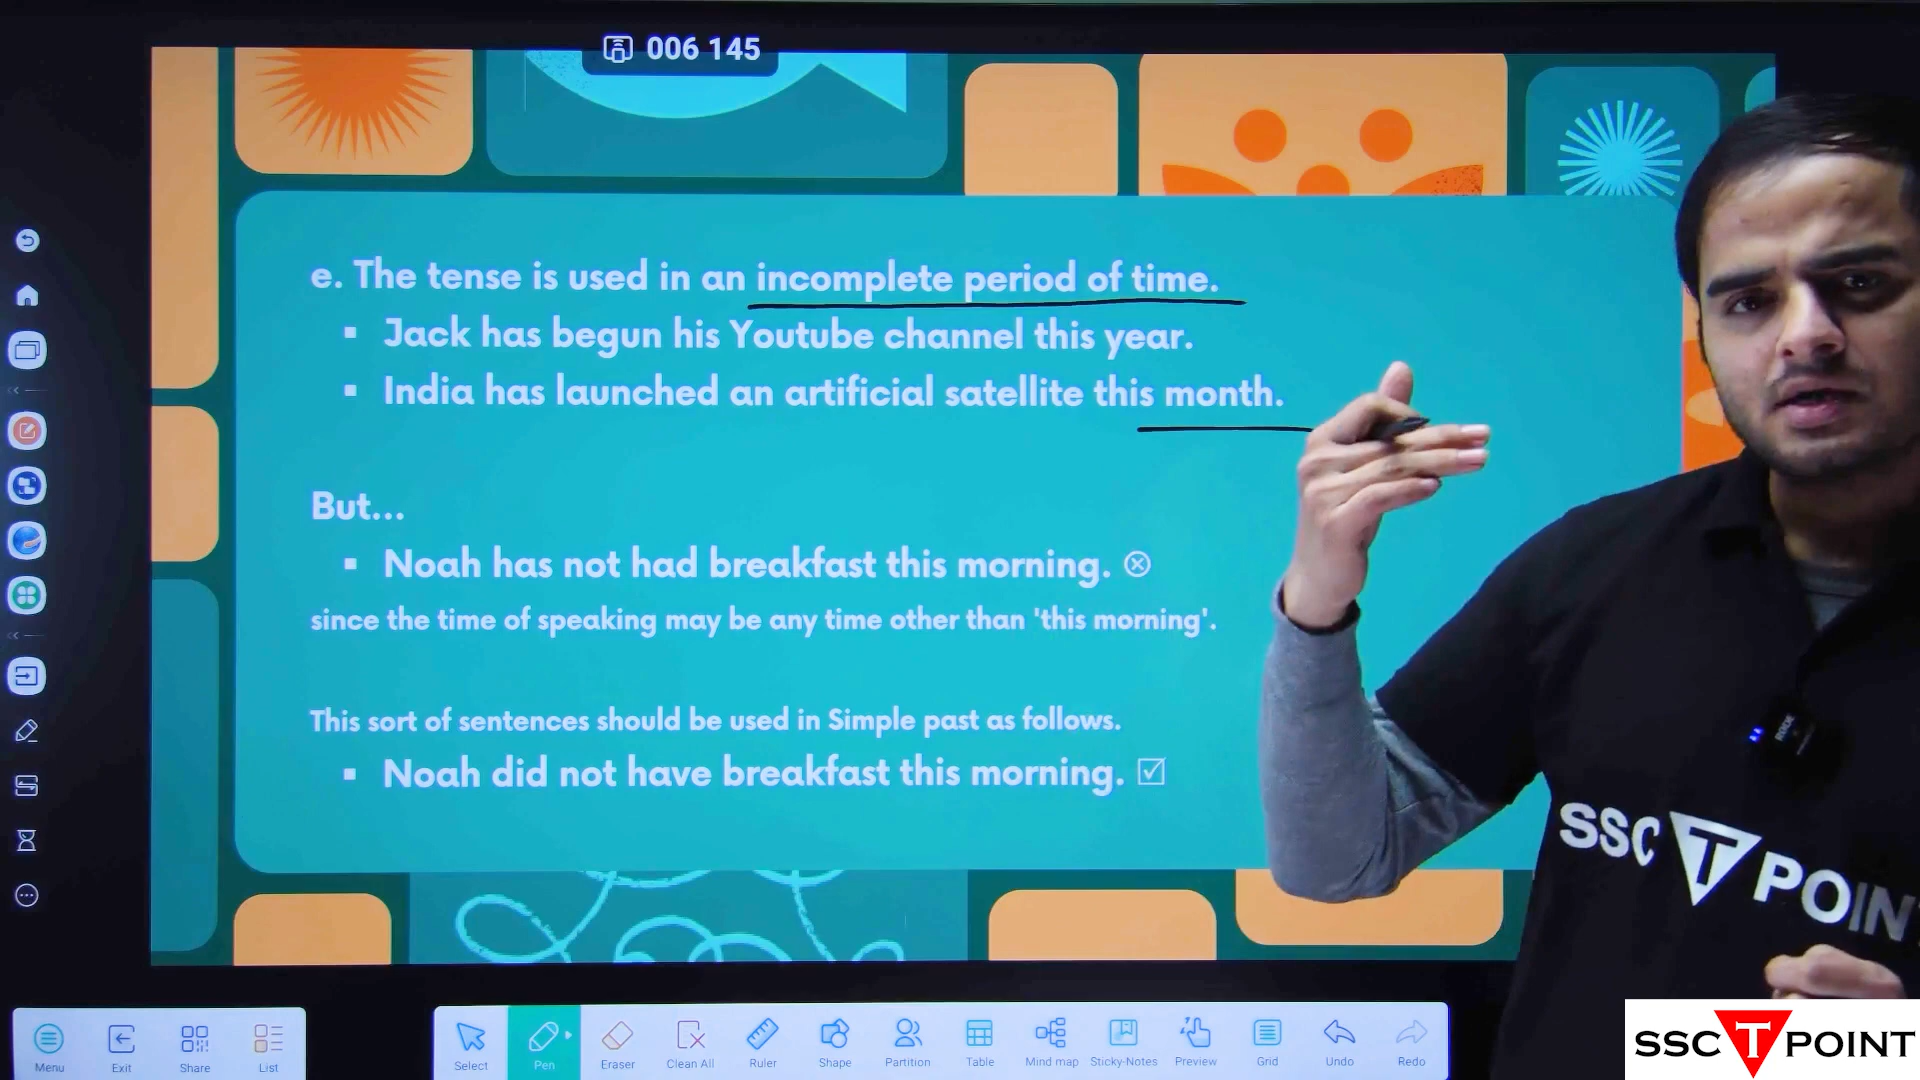 006 145
e. The tense is used in an incomplete period of time.
▪ Jack has begun his Youtube channel this year.
▪ India has launched an artificial satellite this month.
But...
▪ Noah has not had breakfast this morning. ⊗
since the time of speaking may be any time other than 'this morning'.
This sort of sentences should be used in Simple past as follows.
▪ Noah did not have breakfast this morning. ☑
RODE
SSC T POIN
Menu Exit Share List Select Pen Eraser Clean All Ruler Shape Partition Table Mind map Sticky-Notes Preview Grid Undo Redo
SSC T POINT